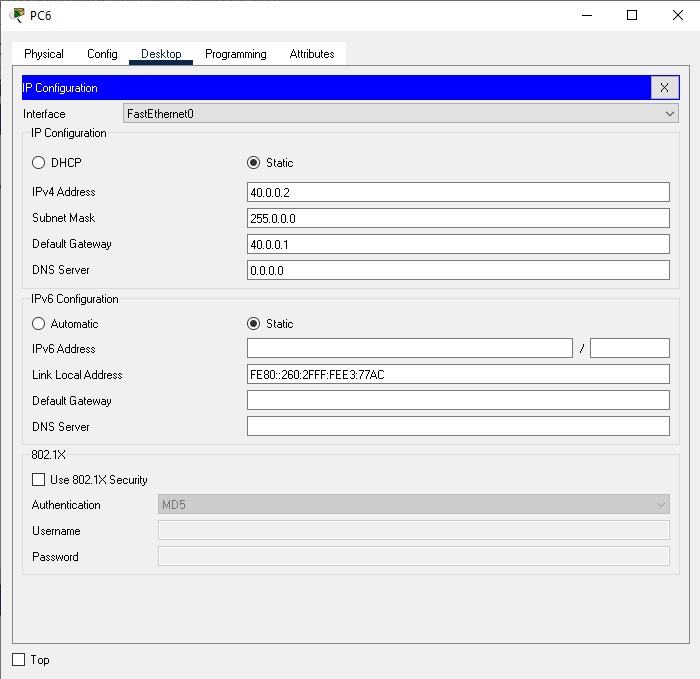 PC6
Physical Config Desktop Programming Attributes
IP Configuration X
Interface FastEthernet0
IP Configuration
DHCP Static
IPv4 Address 40.0.0.2
Subnet Mask 255.0.0.0
Default Gateway 40.0.0.1
DNS Server 0.0.0.0
IPv6 Configuration
Automatic Static
IPv6 Address /
Link Local Address FE80::260:2FFF:FEE3:77AC
Default Gateway
DNS Server
802.1X
Use 802.1X Security
Authentication MD5
Username
Password
Top